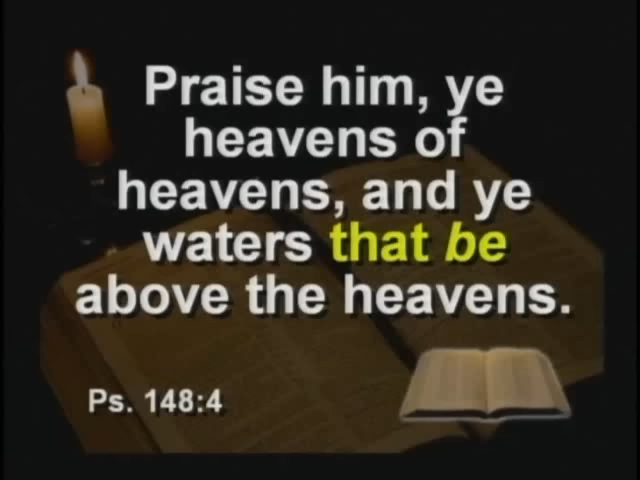 Praise him, ye
heavens of
heavens, and ye
waters that be
above the heavens.
Ps. 148:4